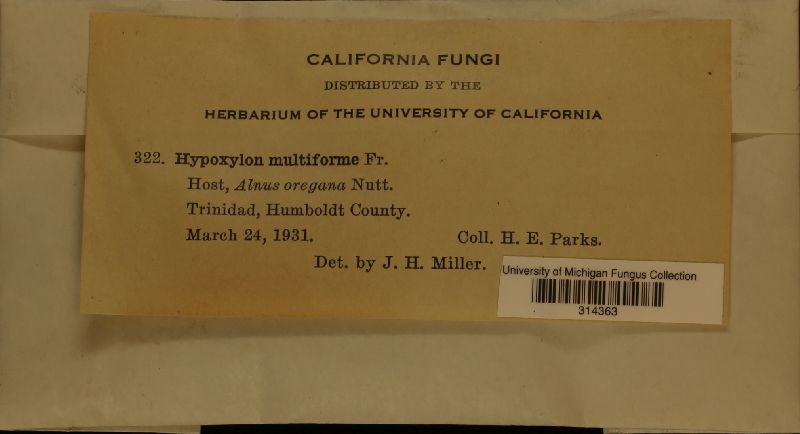 CALIFORNIA FUNGI
DISTRIBUTED BY THE
HERBARIUM OF THE UNIVERSITY OF CALIFORNIA
322. Hypoxylon multiforme Fr.
Host, Alnus oregana Nutt.
Trinidad, Humboldt County.
March 24, 1931. Coll. H. E. Parks.
Det. by J. H. Miller.
University of Michigan Fungus Collection
314363